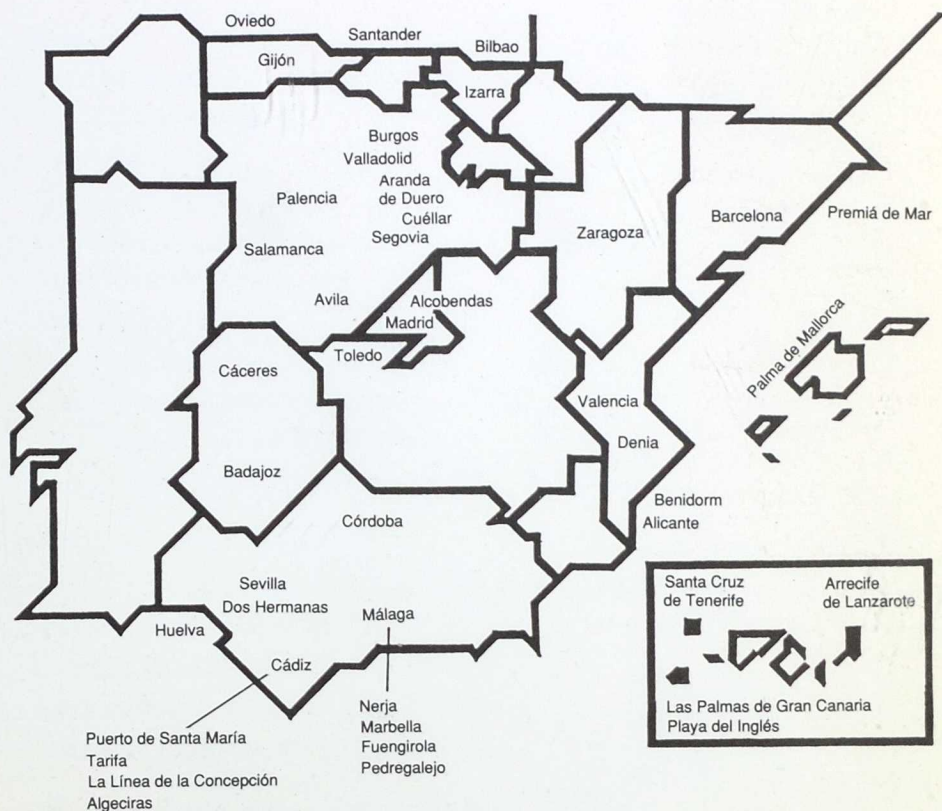 Oviedo
Santander
Bilbao
Gijón
Izarra
Burgos
Valladolid
Palencia
Aranda
de Duero
Cuéllar
Segovia
Salamanca
Zaragoza
Barcelona
Premiá de Mar
Avila
Alcobendas
Madrid
Toledo
Palma de Mallorca
Cáceres
Valencia
Denia
Badajoz
Benidorm
Alicante
Córdoba
Sevilla
Dos Hermanas
Málaga
Huelva
Cádiz
Santa Cruz
de Tenerife
Arrecife
de Lanzarote
Las Palmas de Gran Canaria
Playa del Inglés
Nerja
Marbella
Fuengirola
Pedregalejo
Puerto de Santa María
Tarifa
La Línea de la Concepción
Algeciras